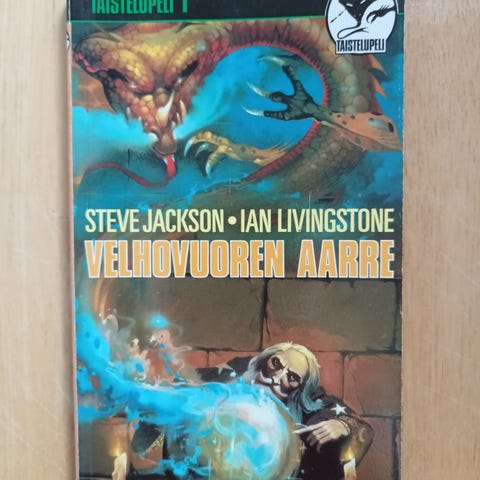 TAISTELUPELI 1
TAISTELUPELI
STEVE JACKSON • IAN LIVINGSTONE
VELHOVUOREN AARRE